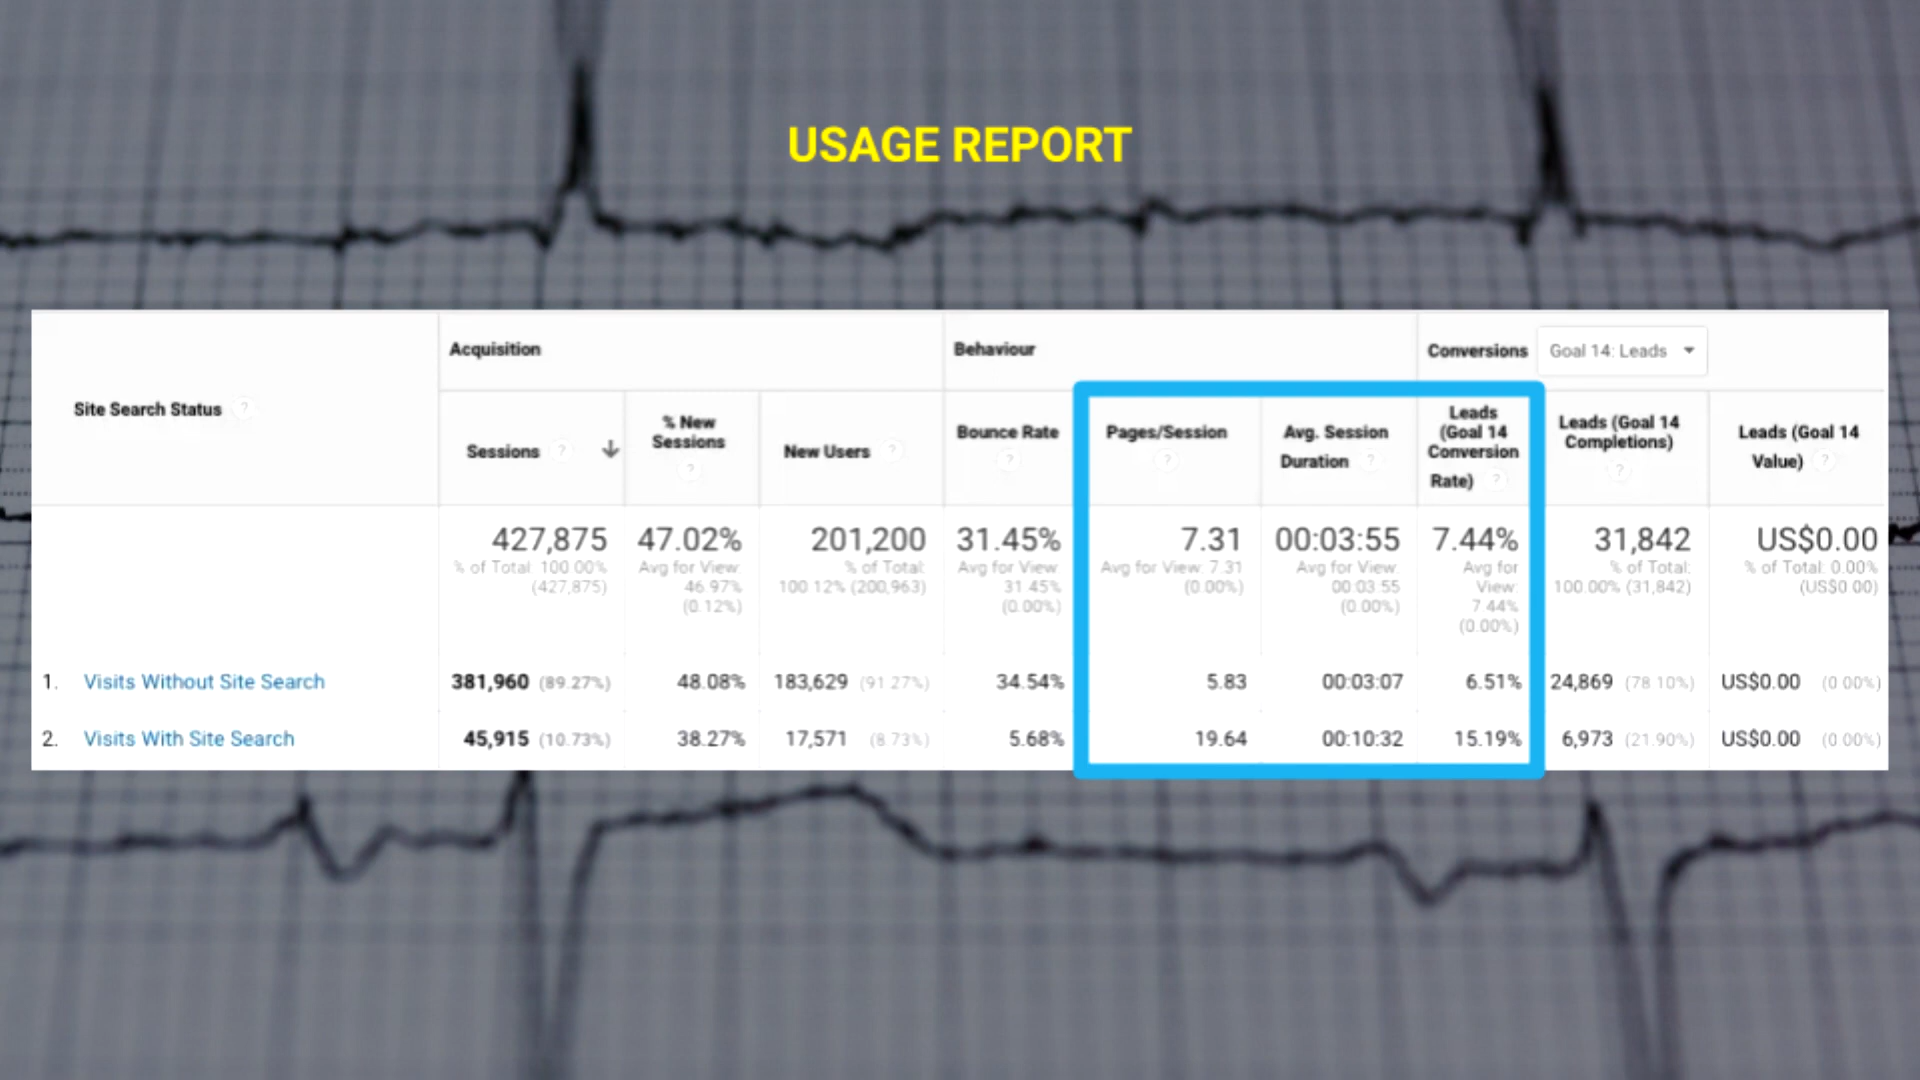 USAGE REPORT
Site Search Status ?
Acquisition
Behaviour
Conversions Goal 14: Leads
Sessions ?
% New
Sessions
?
New Users ?
Bounce Rate
?
Pages/Session
?
Avg. Session
Duration ?
Leads
(Goal 14
Conversion
Rate) ?
Leads (Goal 14
Completions)
?
Leads (Goal 14
Value) ?
427,875
% of Total: 100.00%
(427,875)
47.02%
Avg for View:
46.97%
(0.12%)
201,200
% of Total:
100.12% (200,963)
31.45%
Avg for View:
31.45%
(0.00%)
7.31
Avg for View: 7.31
(0.00%)
00:03:55
Avg for View:
00:03:55
(0.00%)
7.44%
Avg for
View:
7.44%
(0.00%)
31,842
% of Total:
100.00% (31,842)
US$0.00
% of Total: 0.00%
(US$0.00)
1. Visits Without Site Search 381,960 (89.27%) 48.08% 183,629 (91.27%) 34.54% 5.83 00:03:07 6.51% 24,869 (78.10%) US$0.00 (0.00%)
2. Visits With Site Search 45,915 (10.73%) 38.27% 17,571 (8.73%) 5.68% 19.64 00:10:32 15.19% 6,973 (21.90%) US$0.00 (0.00%)